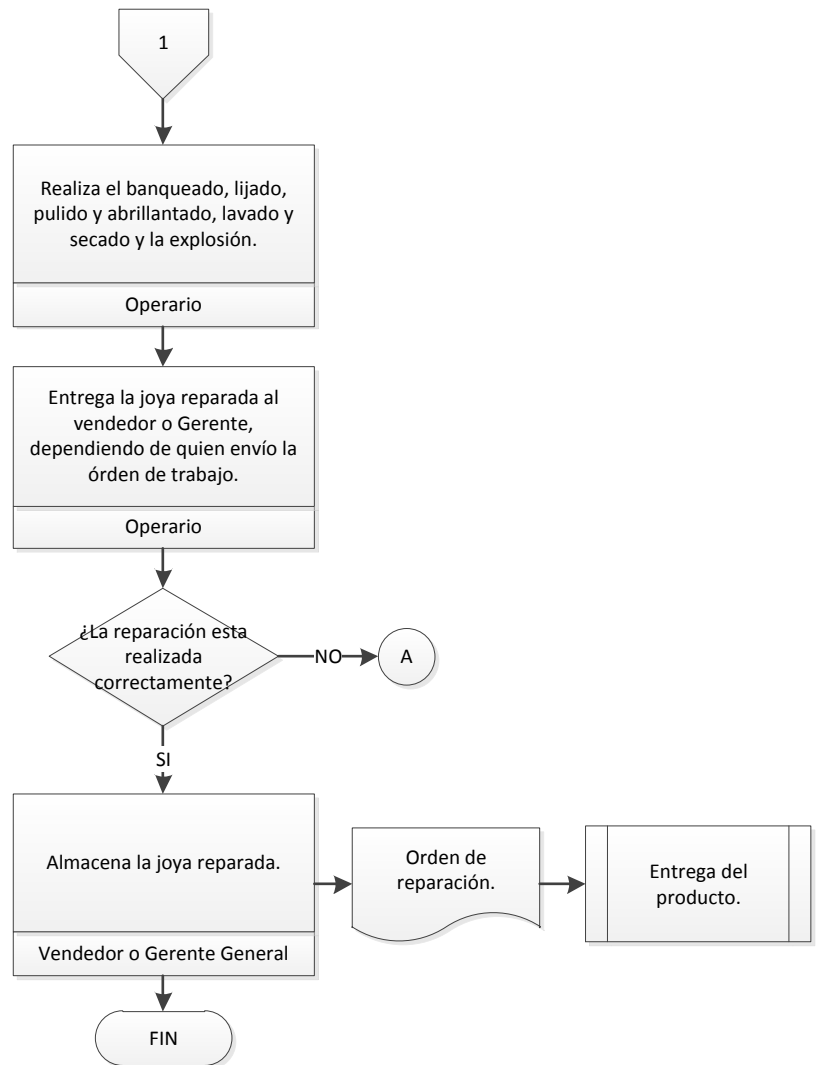 1
Realiza el banqueado, lijado,
pulido y abrillantado, lavado y
secado y la explosión.
Operario
Entrega la joya reparada al
vendedor o Gerente,
dependiendo de quien envío la
órden de trabajo.
Operario
¿La reparación esta
realizada
correctamente?
NO
A
SI
Almacena la joya reparada.
Vendedor o Gerente General
Orden de
reparación.
Entrega del
producto.
FIN